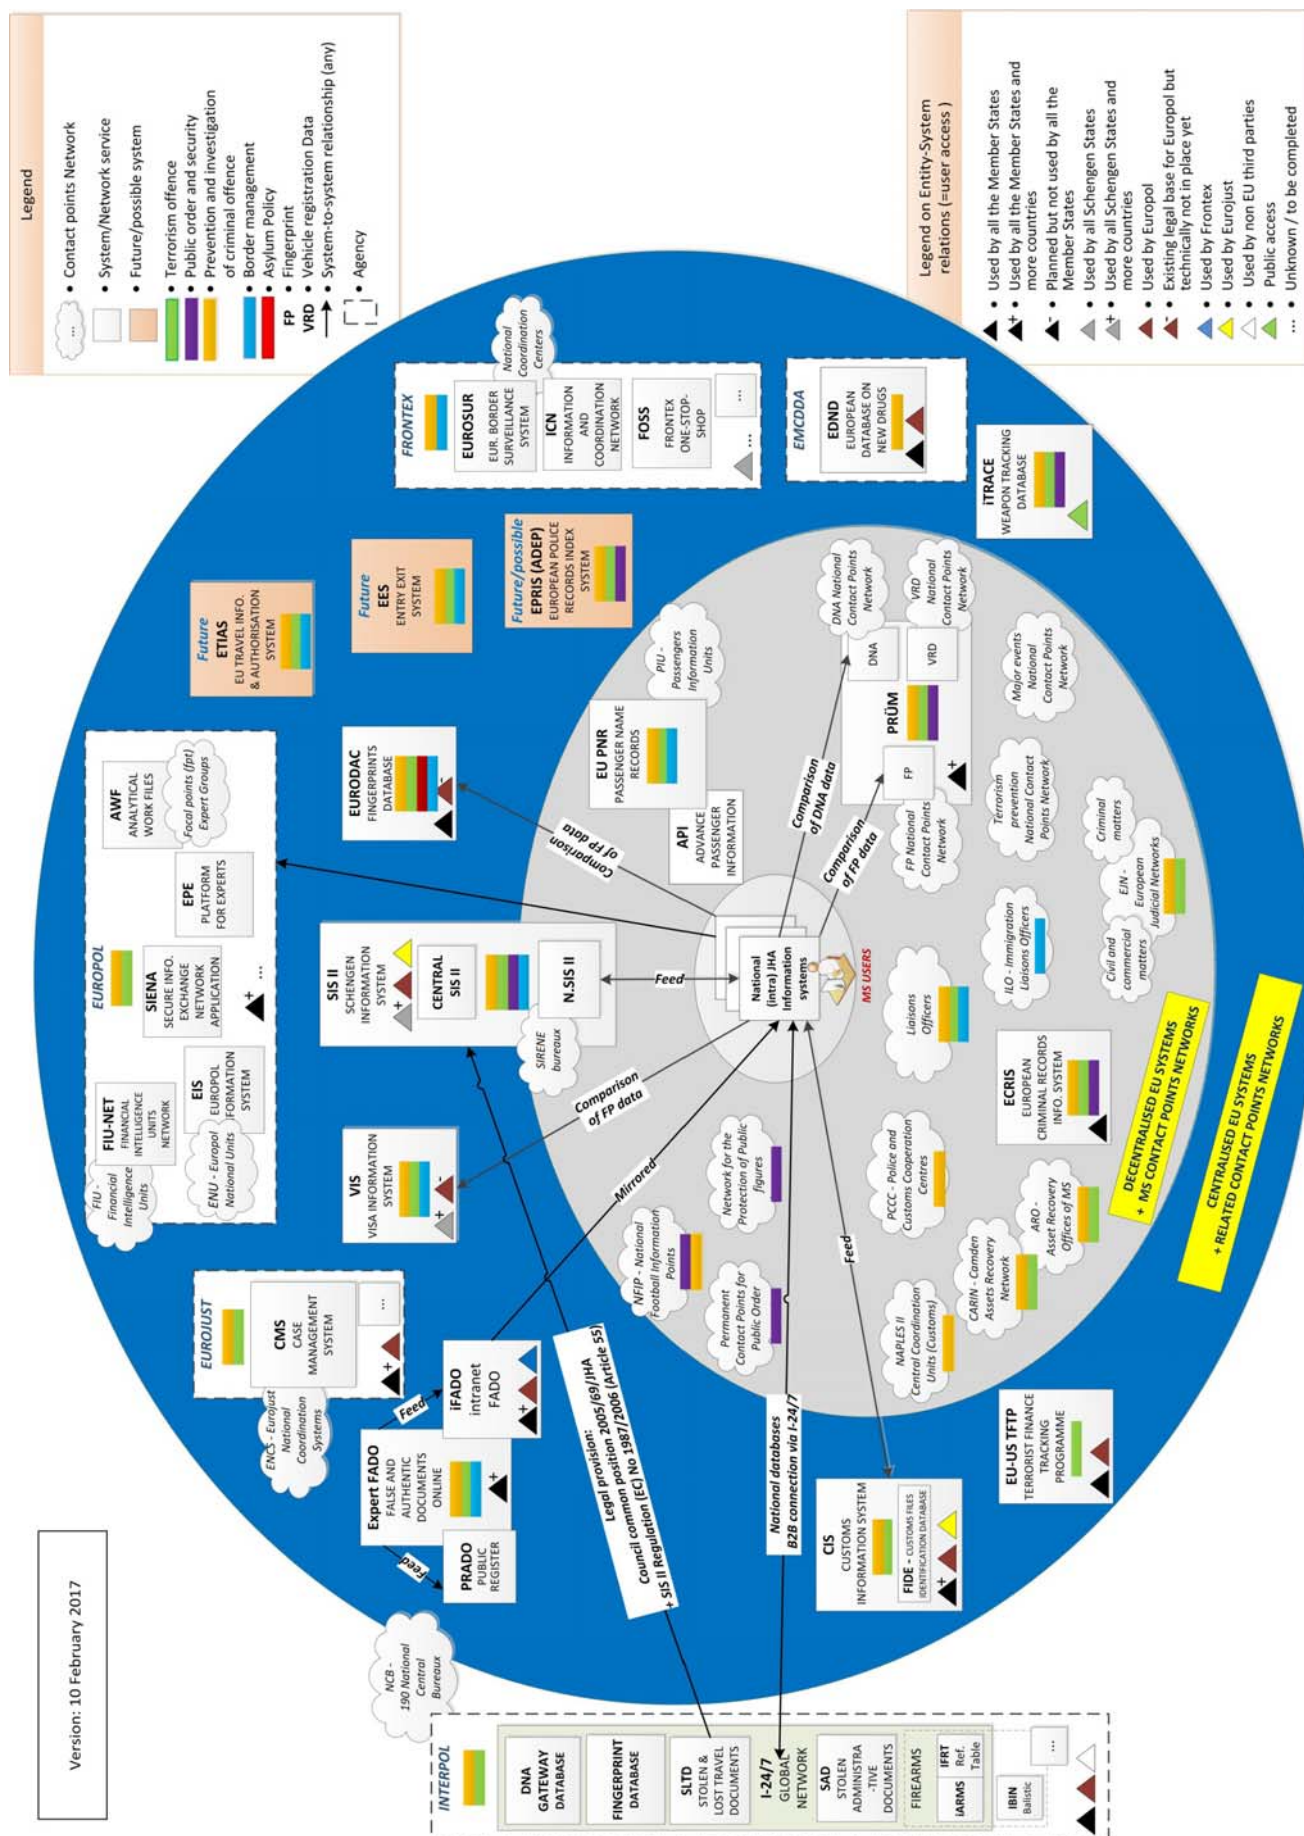 Version: 10 February 2017
Legend
... • Contact points Network
• System/Network service
• Future/possible system
• Terrorism offence
• Public order and security
• Prevention and investigation
of criminal offence
• Border management
• Asylum Policy
FP • Fingerprint
VRD • Vehicle registration Data
• System-to-system relationship (any)
• Agency
Legend on Entity-System
relations (=user access )
• Used by all the Member States
+ • Used by all the Member States and
more countries
- • Planned but not used by all the
Member States
• Used by all Schengen States
+ • Used by all Schengen States and
more countries
• Used by Europol
- • Existing legal base for Europol but
technically not in place yet
• Used by Frontex
• Used by Eurojust
• Used by non EU third parties
• Public access
... • Unknown / to be completed
INTERPOL
DNA
GATEWAY
DATABASE
FINGERPRINT
DATABASE
SLTD
STOLEN &
LOST TRAVEL
DOCUMENTS
I-24/7
GLOBAL
NETWORK
SAD
STOLEN
ADMINISTRA
-TIVE
DOCUMENTS
FIREARMS
iARMS
IFRT
Ref.
Table
IBIN
Balistic
...
NCB -
190 National
Central
Bureaux
PRADO
PUBLIC
REGISTER
Feed
Expert FADO
FALSE AND
AUTHENTIC
DOCUMENTS
ONLINE
+
Feed
iFADO
intranet
FADO
+
EUROJUST
CMS
CASE
MANAGEMENT
SYSTEM
...
+
ENCS - Eurojust
National
Coordination
Systems
EUROPOL
FIU-NET
FINANCIAL
INTELLIGENCE
UNITS
NETWORK
FIU -
Financial
Intelligence
Units
EIS
EUROPOL
INFORMATION
SYSTEM
ENU - Europol
National Units
SIENA
SECURE INFO.
EXCHANGE
NETWORK
APPLICATION
EPE
PLATFORM
FOR EXPERTS
AWF
ANALYTICAL
WORK FILES
Focal points (fpt)
Expert Groups
+ ...
VIS
VISA INFORMATION
SYSTEM
+ -
SIS II
SCHENGEN
INFORMATION
SYSTEM
+
CENTRAL
SIS II
N.SIS II
SIRENE
bureaux
EURODAC
FINGERPRINTS
DATABASE
-
Future
ETIAS
EU TRAVEL INFO.
& AUTHORISATION
SYSTEM
Future
EES
ENTRY EXIT
SYSTEM
Future/possible
EPRIS (ADEP)
EUROPEAN POLICE
RECORDS INDEX
SYSTEM
FRONTEX
EUROSUR
EUR. BORDER
SURVEILLANCE
SYSTEM
National
Coordination
Centers
ICN
INFORMATION
AND
COORDINATION
NETWORK
FOSS
FRONTEX
ONE-STOP-
SHOP
...
...
EMCDDA
EDND
EUROPEAN
DATABASE ON
NEW DRUGS
iTRACE
WEAPON TRACKING
DATABASE
Legal provision:
Council common position 2005/69/JHA
+ SIS II Regulation (EC) No 1987/2006 (Article 55)
Mirrored
Comparison
of FP data
Feed
Comparison
of FP data
Comparison
of DNA data
Comparison
of FP data
National databases
B2B connection via I-24/7
Feed
National
(intra) JHA
Information
systems
MS USERS
API
ADVANCE
PASSENGER
INFORMATION
EU PNR
PASSENGER NAME
RECORDS
PIU -
Passengers
Information
Units
PRÜM
FP
DNA
VRD
+
FP National
Contact Points
Network
DNA National
Contact Points
Network
VRD
National
Contact Points
Network
NFIP - National
Football Information
Points
Network for the
Protection of Public
figures
Permanent
Contact Points for
Public Order
PCCC - Police and
Customs Cooperation
Centres
Liaisons
Officers
NAPLES II
Central Coordination
Units (Customs)
CARIN - Camden
Assets Recovery
Network
ARO -
Asset Recovery
Offices of MS
ECRIS
EUROPEAN
CRIMINAL RECORDS
INFO. SYSTEM
ILO - Immigration
Liaisons Officers
Terrorism
prevention
National Contact
Points Network
Major events
National
Contact Points
Network
Civil and
commercial
matters
EJN -
European
Judicial Networks
Criminal
matters
CIS
CUSTOMS
INFORMATION SYSTEM
FIDE - CUSTOMS FILES
IDENTIFICATION DATABASE
+
EU-US TFTP
TERRORIST FINANCE
TRACKING
PROGRAMME
DECENTRALISED EU SYSTEMS
+ MS CONTACT POINTS NETWORKS
CENTRALISED EU SYSTEMS
+ RELATED CONTACT POINTS NETWORKS